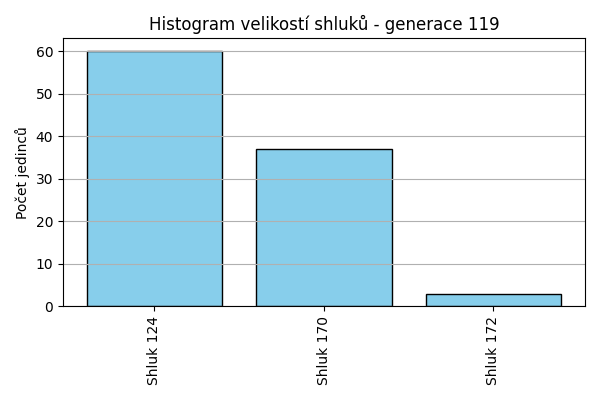 Histogram velikostí shluků - generace 119
Počet jedinců
60
50
40
30
20
10
0
Shluk 124
Shluk 170
Shluk 172